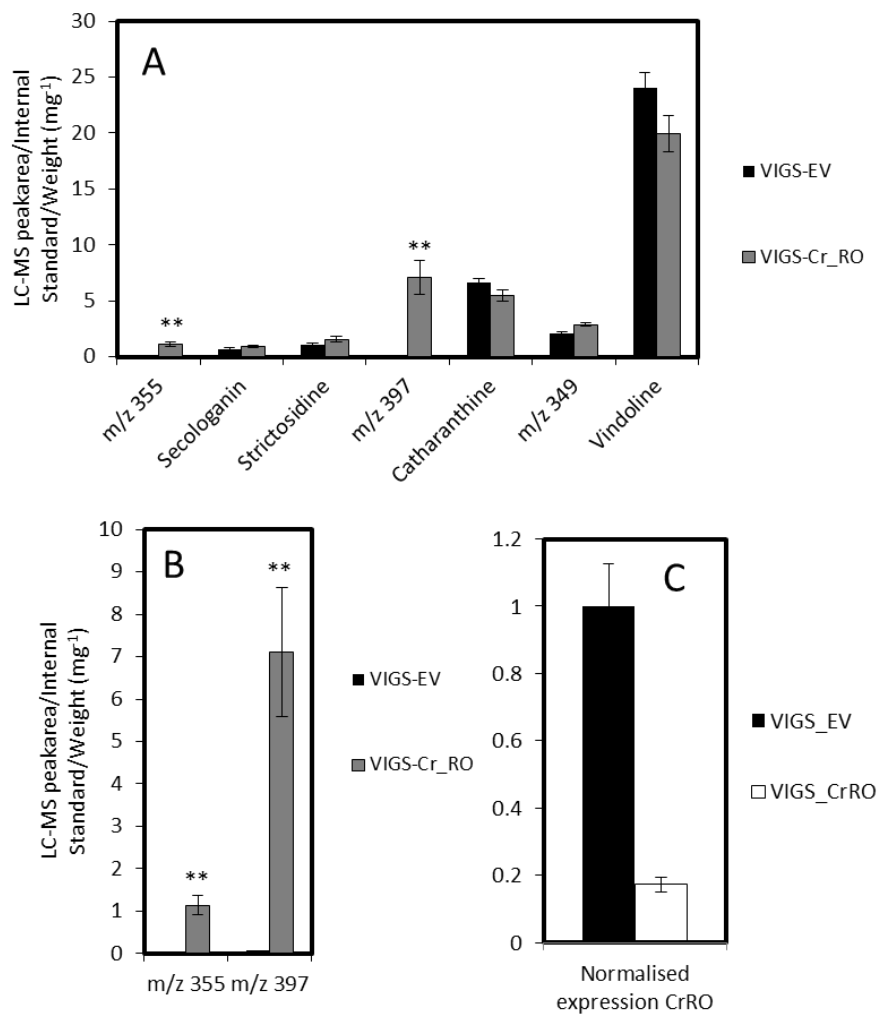 A
LC-MS peakarea/Internal
Standard/Weight (mg-1)
30
25
20
15
10
5
0
**
**
m/z 355
Secologanin
Strictosidine
m/z 397
Catharanthine
m/z 349
Vindoline
VIGS-EV
VIGS-Cr_RO
B
LC-MS peakarea/Internal
Standard/Weight (mg-1)
10
9
8
7
6
5
4
3
2
1
0
**
**
m/z 355 m/z 397
VIGS-EV
VIGS-Cr_RO
C
1.2
1
0.8
0.6
0.4
0.2
0
Normalised
expression CrRO
VIGS_EV
VIGS_CrRO